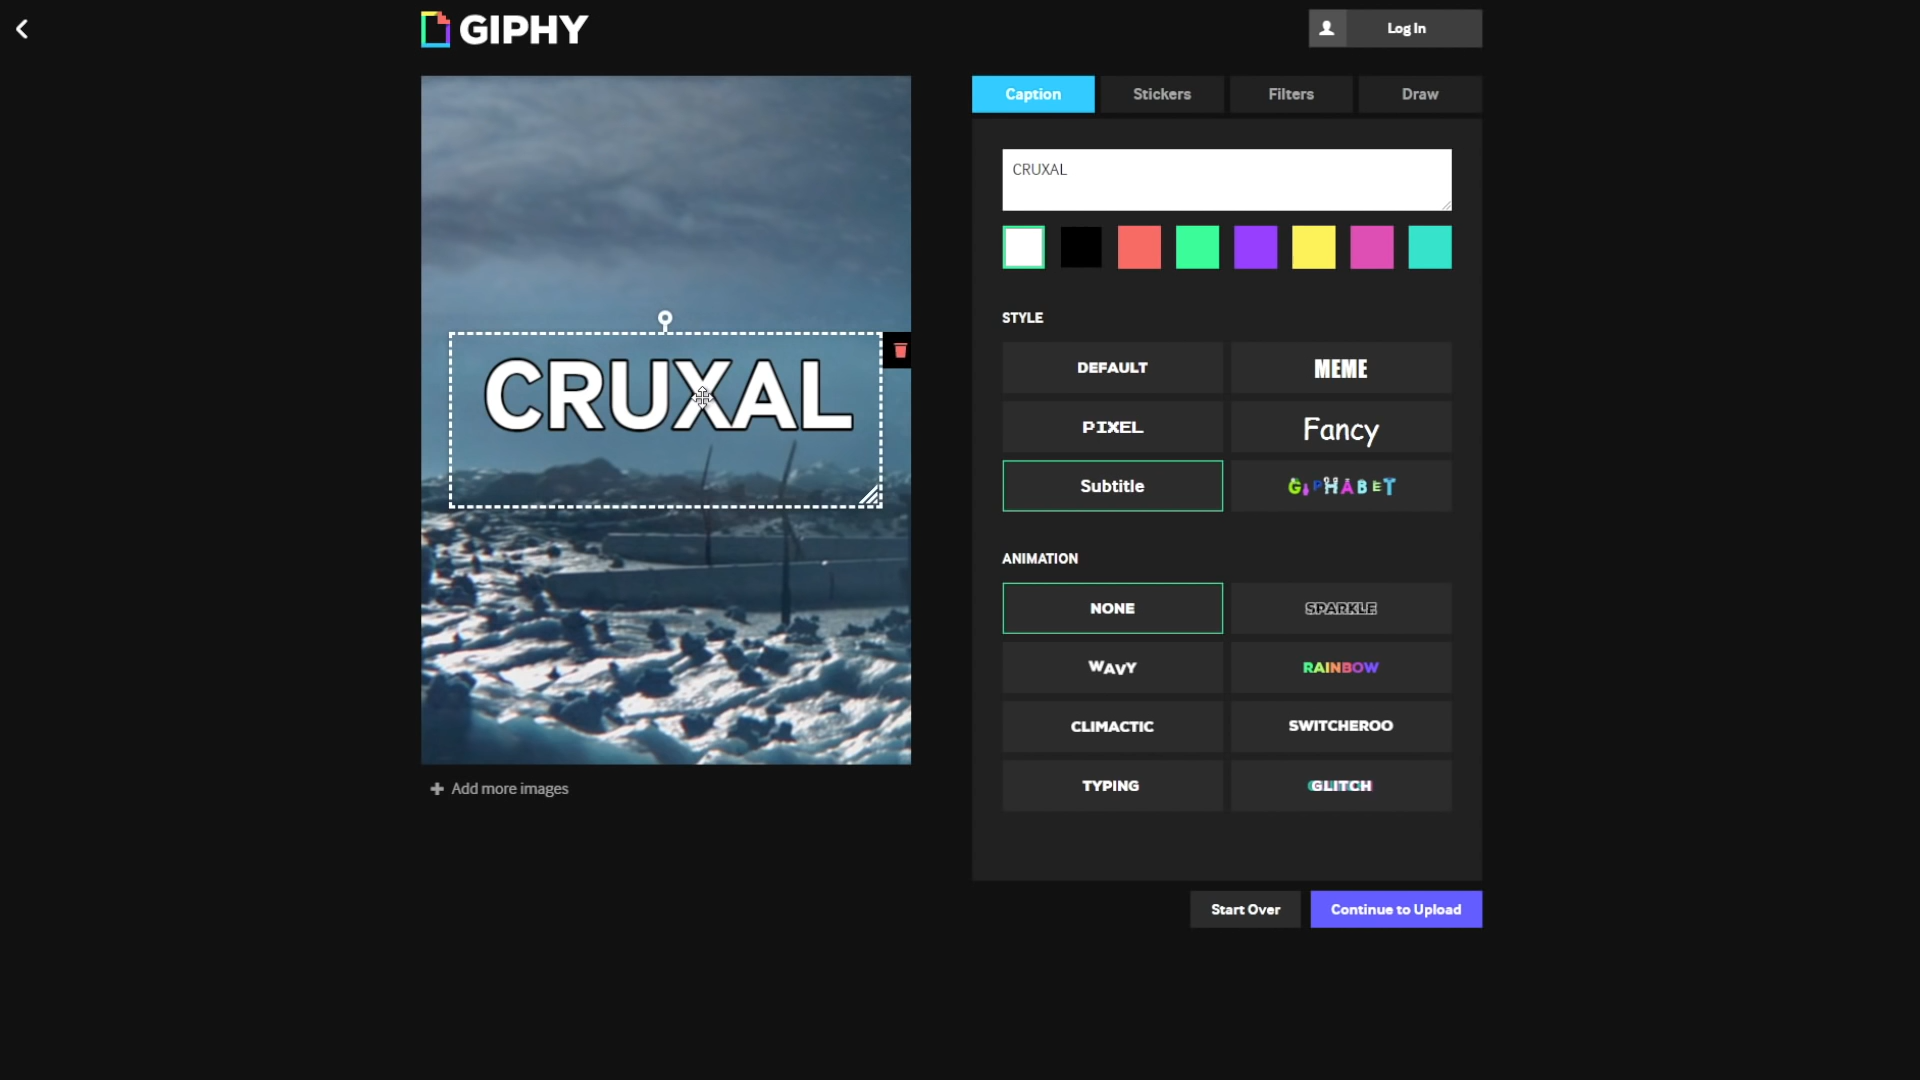 GIPHY
Log In
Caption
Stickers
Filters
Draw
CRUXAL
CRUXAL
STYLE
DEFAULT
MEME
PIXEL
Fancy
Subtitle
GIPHABET
ANIMATION
NONE
SPARKLE
WAVY
RAINBOW
CLIMACTIC
SWITCHEROO
TYPING
GLITCH
Add more images
Start Over
Continue to Upload